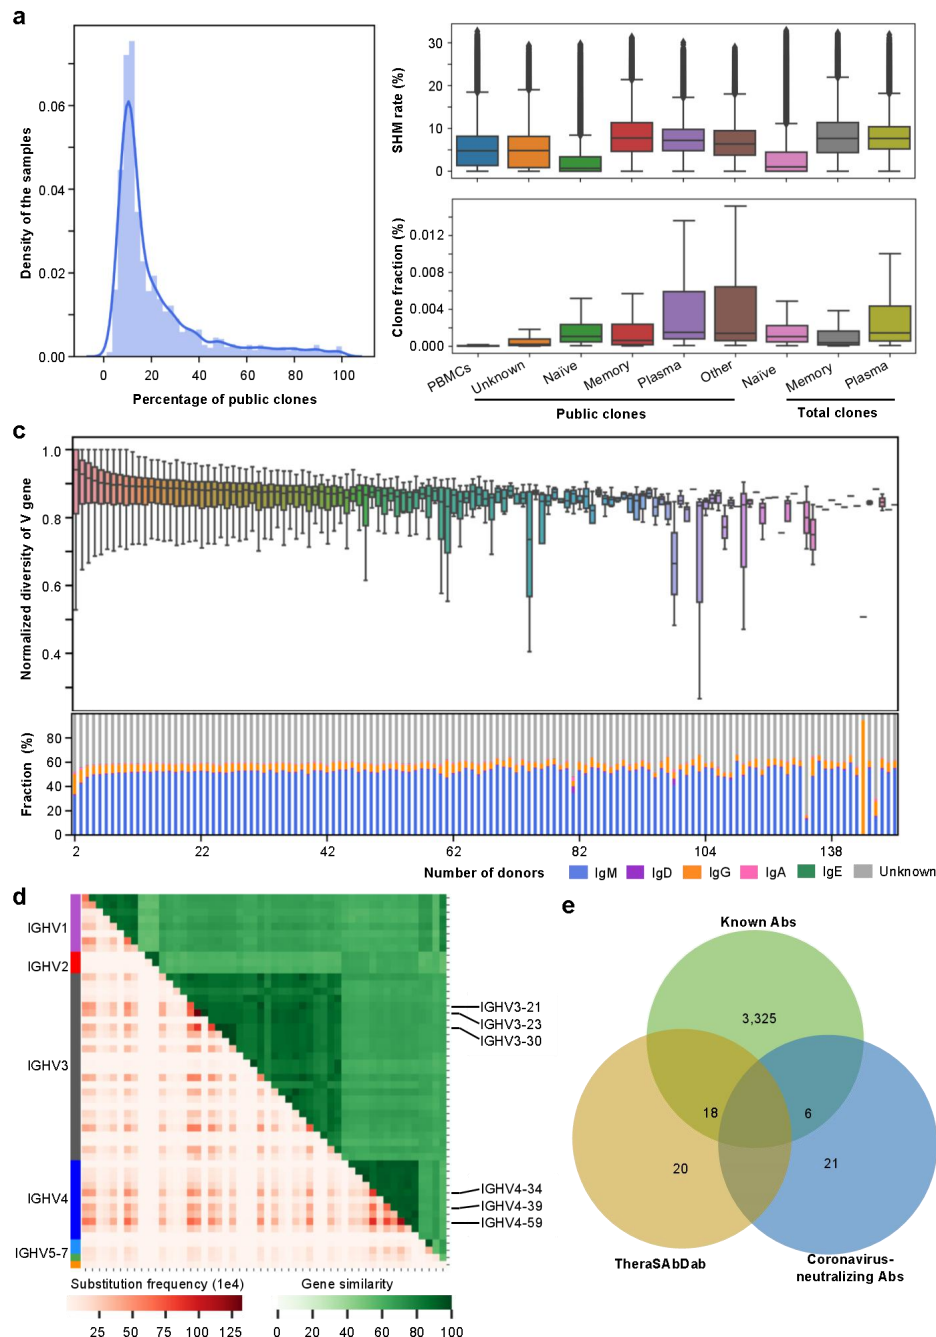 a
Density of the samples
0.06
0.04
0.02
0.00
0
20
40
60
80
100
Percentage of public clones
SHM rate (%)
30
20
10
0
Clone fraction (%)
0.012
0.008
0.004
0.000
PBMCs
Unknown
Naïve
Memory
Plasma
Other
Naïve
Memory
Plasma
Public clones
Total clones
c
Normalized diversity of V gene
1.0
0.8
0.6
0.4
Fraction (%)
80
60
40
20
0
2
22
42
62
82
104
138
Number of donors
IgM
IgD
IgG
IgA
IgE
Unknown
d
IGHV1
IGHV2
IGHV3
IGHV4
IGHV5-7
IGHV3-21
IGHV3-23
IGHV3-30
IGHV4-34
IGHV4-39
IGHV4-59
Substitution frequency (1e4)
25
50
75
100
125
Gene similarity
0
20
40
60
80
100
e
Known Abs
3,325
18
6
20
21
TheraSAbDab
Coronavirus-
neutralizing Abs